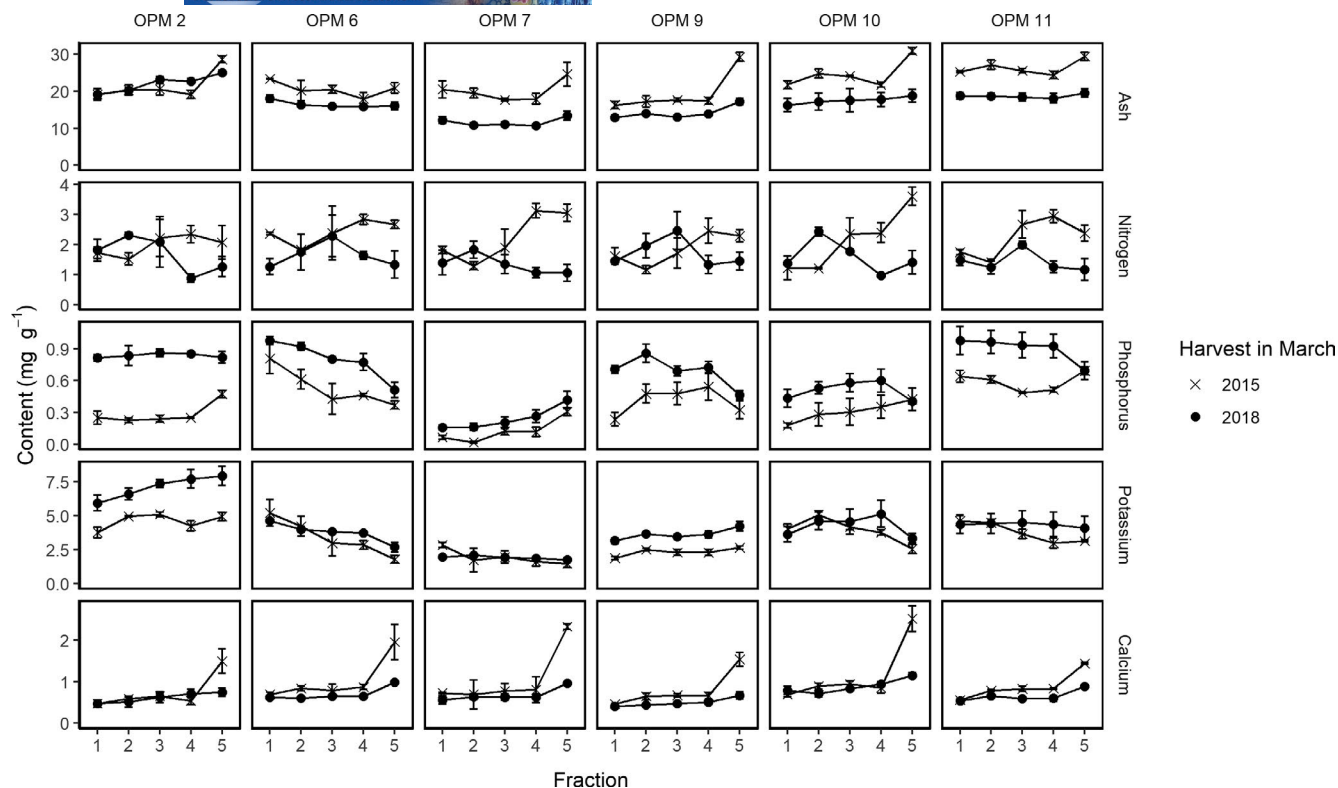 OPM 2 OPM 6 OPM 7 OPM 9 OPM 10 OPM 11
30
20
10
0
Ash
4
3
2
1
0
Nitrogen
0.9
0.6
0.3
0.0
Phosphorus
7.5
5.0
2.5
0.0
Potassium
2
1
0
Calcium
Content (mg g⁻¹)
1 2 3 4 5 1 2 3 4 5 1 2 3 4 5 1 2 3 4 5 1 2 3 4 5 1 2 3 4 5
Fraction
Harvest in March
2015
2018